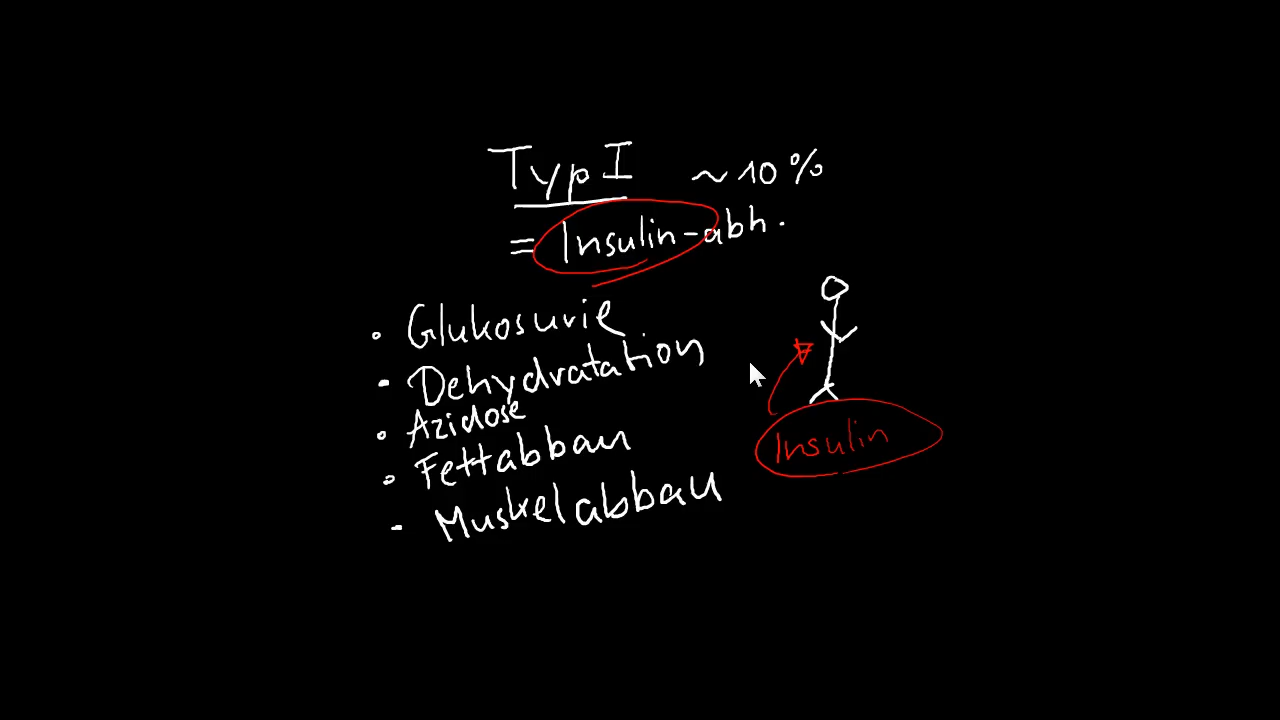 Typ I ~ 10%
= Insulin-abh.
• Glukosurie
• Dehydratation
• Azidose
• Fettabbau
• Muskelabbau
Insulin